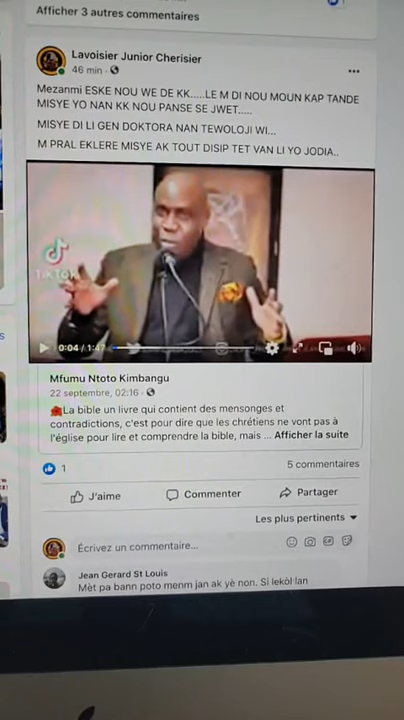 Afficher 3 autres commentaires
Lavoisier Junior Cherisier
46 min
Mezanmi ESKE NOU WE DE KK.....LE M DI NOU MOUN KAP TANDE
MISYE YO NAN KK NOU PANSE SE JWET.....
MISYE DI LI GEN DOKTORA NAN TEWOLOJI WI...
M PRAL EKLERE MISYE AK TOUT DISIP TET VAN LI YO JODIA..
TikTok
0:04 / 1:47
Mfumu Ntoto Kimbangu
22 septembre, 02:16
La bible un livre qui contient des mensonges et
contradictions, c'est pour dire que les chrétiens ne vont pas à
l'église pour lire et comprendre la bible, mais ... Afficher la suite
1
5 commentaires
J'aime
Commenter
Partager
Les plus pertinents
Écrivez un commentaire...
GIF
Jean Gerard St Louis
Mèt pa bann poto menm jan ak yè non. Si lekòl lan